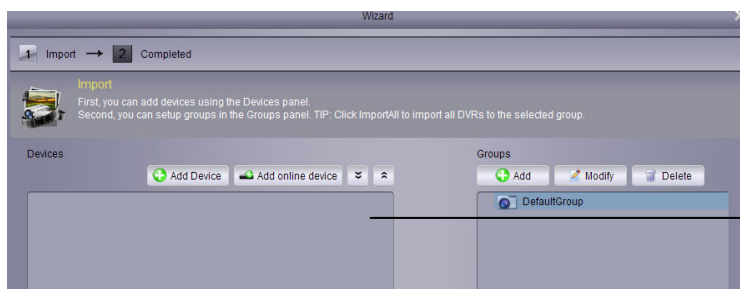 Wizard
1 Import → 2 Completed
Import
First, you can add devices using the Devices panel.
Second, you can setup groups in the Groups panel. TIP: Click ImportAll to import all DVRs to the selected group.
Devices
Groups
Add Device Add online device
Add Modify Delete
DefaultGroup